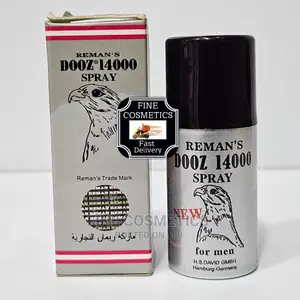 REMAN'S
DOOZ® 14000
SPRAY
Reman's Trade Mark
ماركة ريمان التجارية
FINE
COSMETICS
Fast
Delivery
REMAN'S
DOOZ 14000
SPRAY
NEW
for men
H.S.DAVID GMBH
Hamburg-Germany